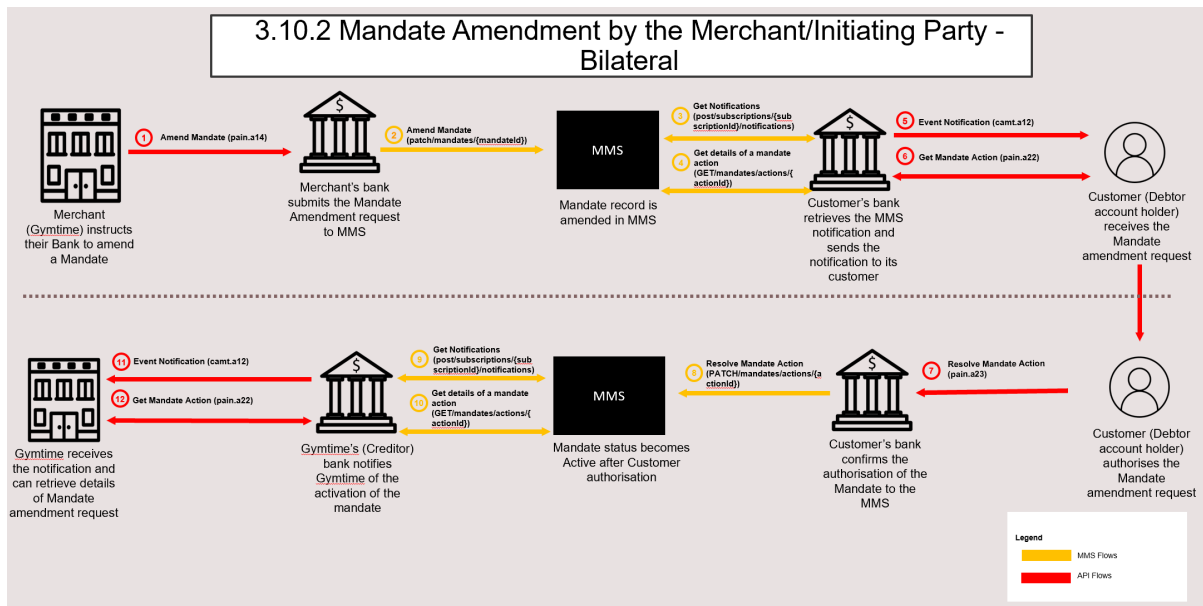 3.10.2 Mandate Amendment by the Merchant/Initiating Party -
Bilateral
1
Amend Mandate (pain.a14)
$
2
Amend Mandate
(patch/mandates/{mandateId})
MMS
3
Get Notifications
(post/subscriptions/{sub
scriptionId}/notifications)
4
Get details of a mandate
action
(GET/mandates/actions/{
actionId})
$
5
Event Notification (camt.a12)
6
Get Mandate Action (pain.a22)
Merchant
(Gymtime) instructs
their Bank to amend
a Mandate
Merchant's bank
submits the Mandate
Amendment request
to MMS
Mandate record is
amended in MMS
Customer's bank
retrieves the MMS
notification and
sends the
notification to its
customer
Customer (Debtor
account holder)
receives the
Mandate
amendment request
11
Event Notification (camt.a12)
12
Get Mandate Action (pain.a22)
$
9
Get Notifications
(post/subscriptions/{sub
scriptionId}/notifications)
10
Get details of a mandate
action
(GET/mandates/actions/{
actionId})
MMS
8
Resolve Mandate Action
(PATCH/mandates/actions/{a
ctionId})
$
7
Resolve Mandate Action
(pain.a23)
Gymtime receives
the notification and
can retrieve details
of Mandate
amendment request
Gymtime's (Creditor)
bank notifies
Gymtime of the
activation of the
mandate
Mandate status becomes
Active after Customer
authorisation
Customer's bank
confirms the
authorisation of the
Mandate to the
MMS
Customer (Debtor
account holder)
authorises the
Mandate
amendment request
Legend
MMS Flows
API Flows